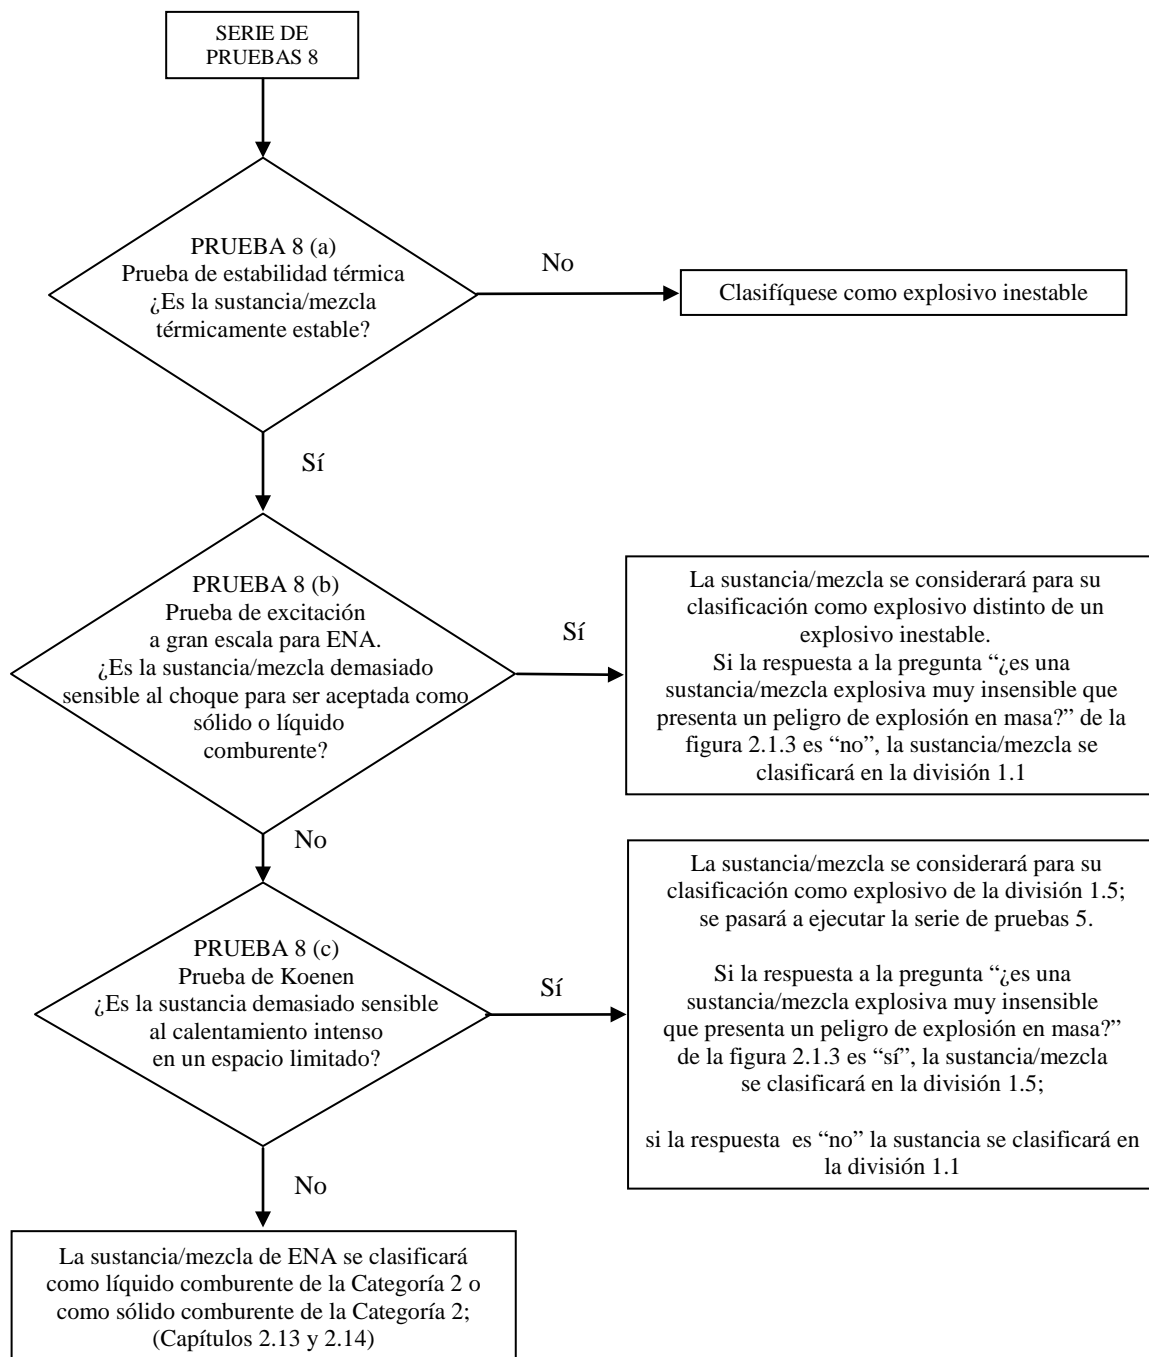 SERIE DE
PRUEBAS 8
PRUEBA 8 (a)
Prueba de estabilidad térmica
¿Es la sustancia/mezcla
térmicamente estable?
No
Clasifíquese como explosivo inestable
Sí
PRUEBA 8 (b)
Prueba de excitación
a gran escala para ENA.
¿Es la sustancia/mezcla demasiado
sensible al choque para ser aceptada como
sólido o líquido
comburente?
Sí
La sustancia/mezcla se considerará para su
clasificación como explosivo distinto de un
explosivo inestable.
Si la respuesta a la pregunta “¿es una
sustancia/mezcla explosiva muy insensible que
presenta un peligro de explosión en masa?” de la
figura 2.1.3 es “no”, la sustancia/mezcla se
clasificará en la división 1.1
No
PRUEBA 8 (c)
Prueba de Koenen
¿Es la sustancia demasiado sensible
al calentamiento intenso
en un espacio limitado?
Sí
La sustancia/mezcla se considerará para su
clasificación como explosivo de la división 1.5;
se pasará a ejecutar la serie de pruebas 5.
Si la respuesta a la pregunta “¿es una
sustancia/mezcla explosiva muy insensible
que presenta un peligro de explosión en masa?”
de la figura 2.1.3 es “sí”, la sustancia/mezcla
se clasificará en la división 1.5;
si la respuesta es “no” la sustancia se clasificará en
la división 1.1
No
La sustancia/mezcla de ENA se clasificará
como líquido comburente de la Categoría 2 o
como sólido comburente de la Categoría 2;
(Capítulos 2.13 y 2.14)